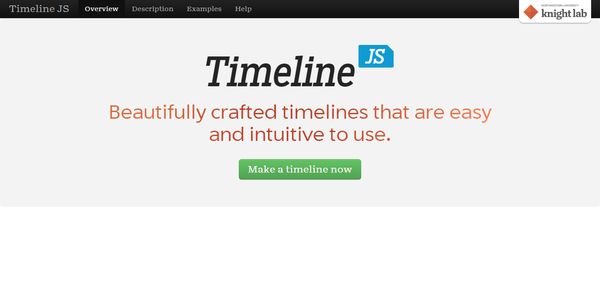 Timeline JS Overview Description Examples Help
NORTHWESTERN UNIVERSITY
knight lab
Timeline JS
Beautifully crafted timelines that are easy
and intuitive to use.
Make a timeline now